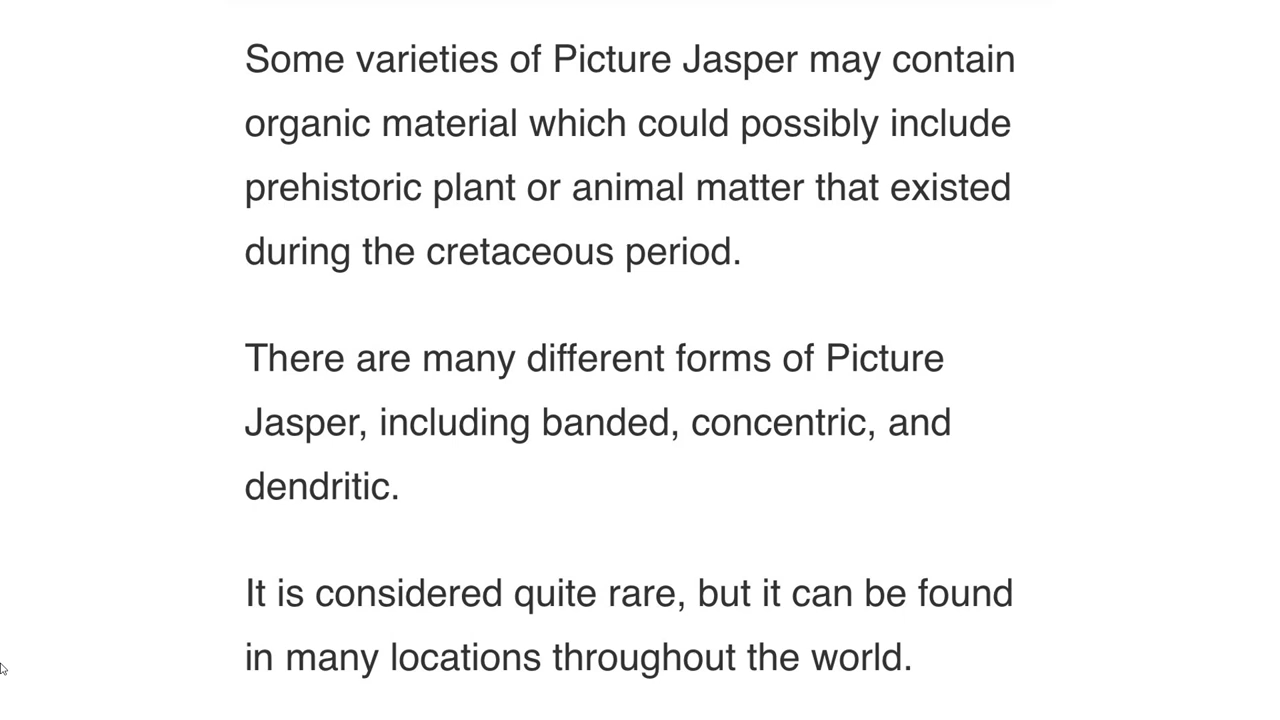 Some varieties of Picture Jasper may contain
organic material which could possibly include
prehistoric plant or animal matter that existed
during the cretaceous period.
There are many different forms of Picture
Jasper, including banded, concentric, and
dendritic.
It is considered quite rare, but it can be found
in many locations throughout the world.